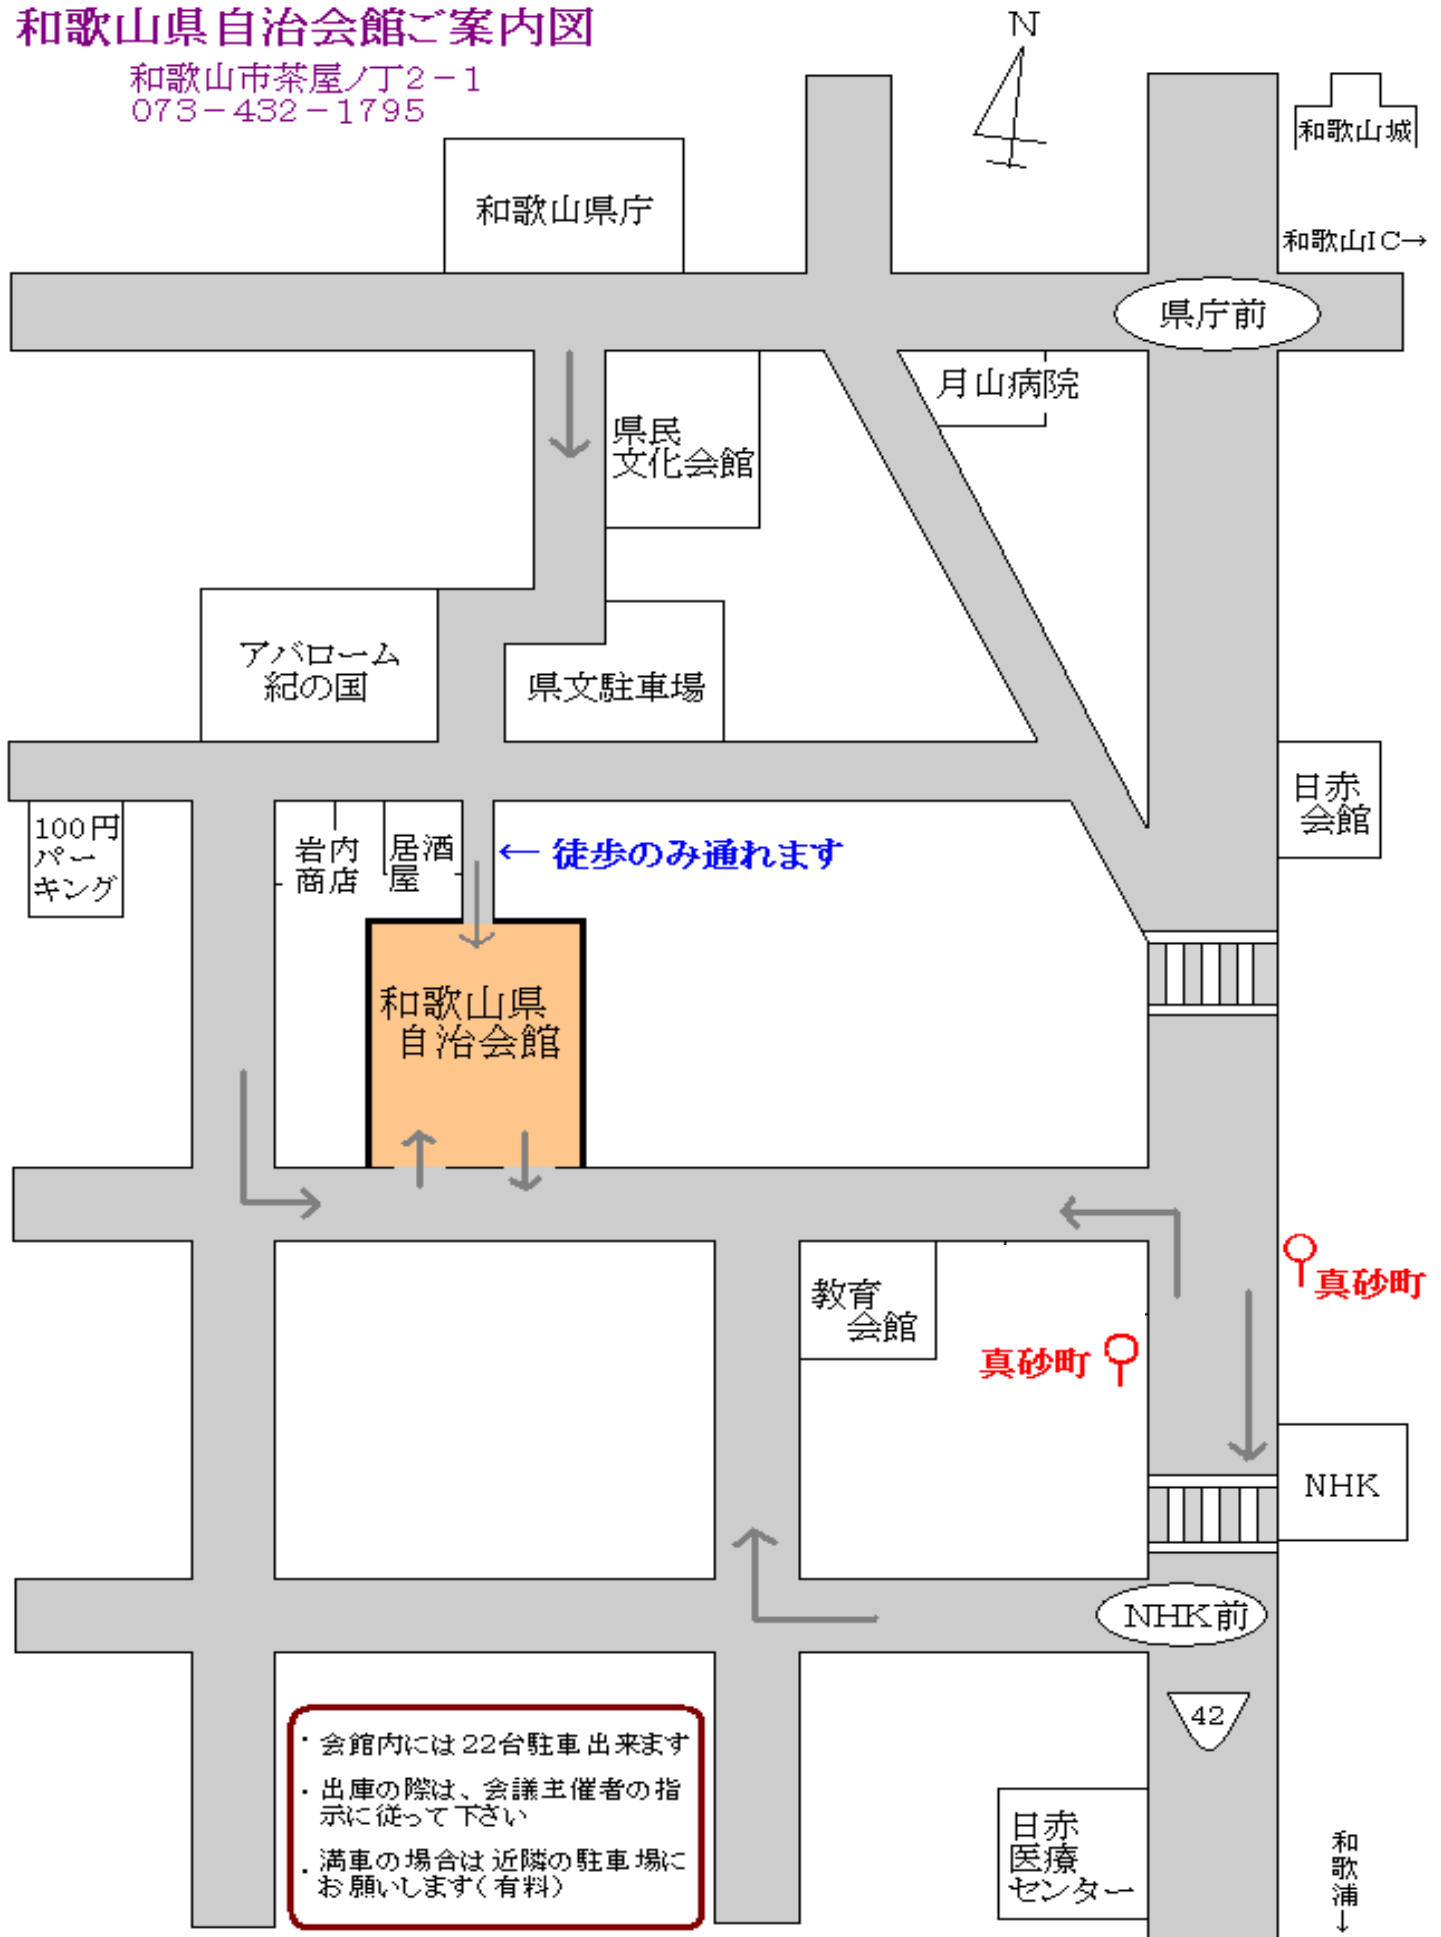 和歌山県自治会館ご案内図
和歌山市茶屋ノ丁2-1
073-432-1795
N
和歌山城
和歌山県庁
和歌山IC→
県庁前
月山病院
県民
文化会館
アバローム
紀の国
県文駐車場
日赤
会館
100円
パー
キング
岩内
商店
居酒
屋
← 徒歩のみ通れます
和歌山県
自治会館
真砂町
教育
会館
真砂町
NHK
NHK前
42
・会館内には22台駐車出来ます
・出庫の際は、会議主催者の指
示に従って下さい
・満車の場合は近隣の駐車場に
お願いします(有料)
日赤
医療
センター
和歌浦↓